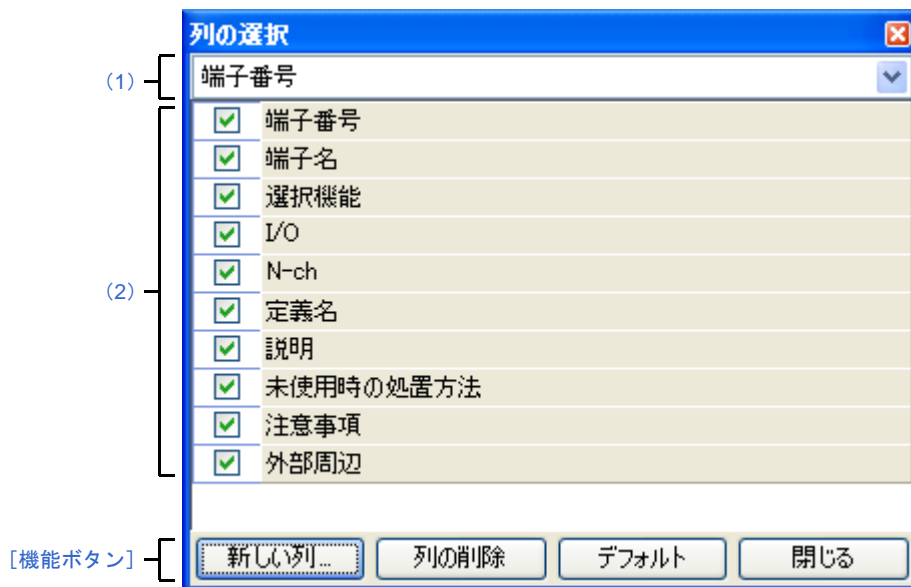 列の選択
(1)
端子番号
(2)
端子番号
端子名
選択機能
I/O
N-ch
定義名
説明
未使用時の処置方法
注意事項
外部周辺
[機能ボタン]
新しい列... 列の削除 デフォルト 閉じる